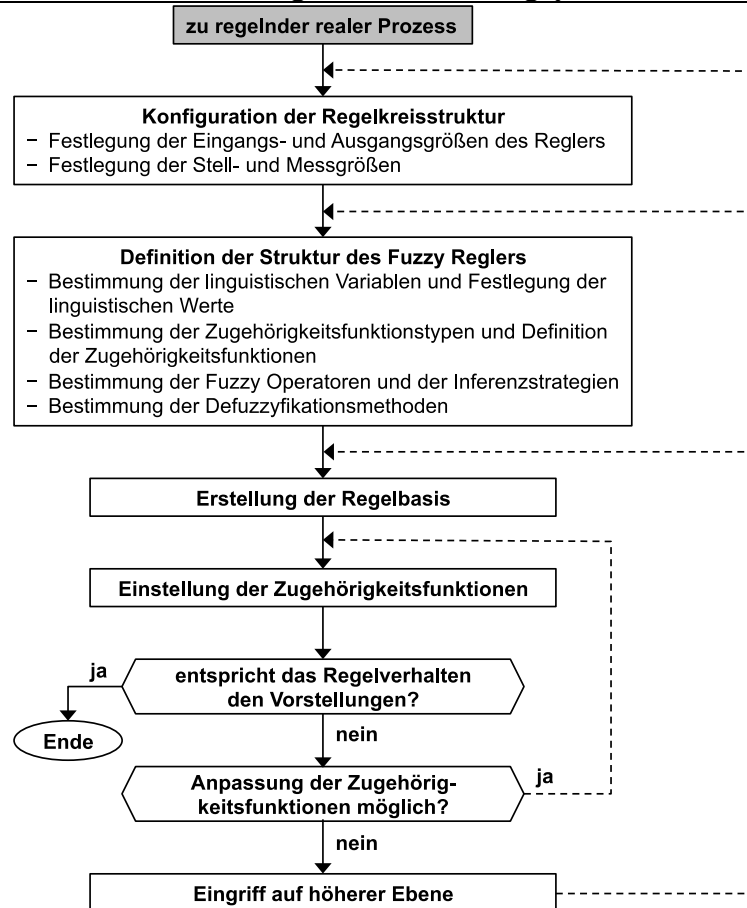 zu regelnder realer Prozess
Konfiguration der Regelkreisstruktur
– Festlegung der Eingangs- und Ausgangsgrößen des Reglers
– Festlegung der Stell- und Messgrößen
Definition der Struktur des Fuzzy Reglers
– Bestimmung der linguistischen Variablen und Festlegung der
linguistischen Werte
– Bestimmung der Zugehörigkeitsfunktionstypen und Definition
der Zugehörigkeitsfunktionen
– Bestimmung der Fuzzy Operatoren und der Inferenzstrategien
– Bestimmung der Defuzzyfikationsmethoden
Erstellung der Regelbasis
Einstellung der Zugehörigkeitsfunktionen
ja
entspricht das Regelverhalten
den Vorstellungen?
Ende
nein
Anpassung der Zugehörig-
keitsfunktionen möglich?
ja
nein
Eingriff auf höherer Ebene